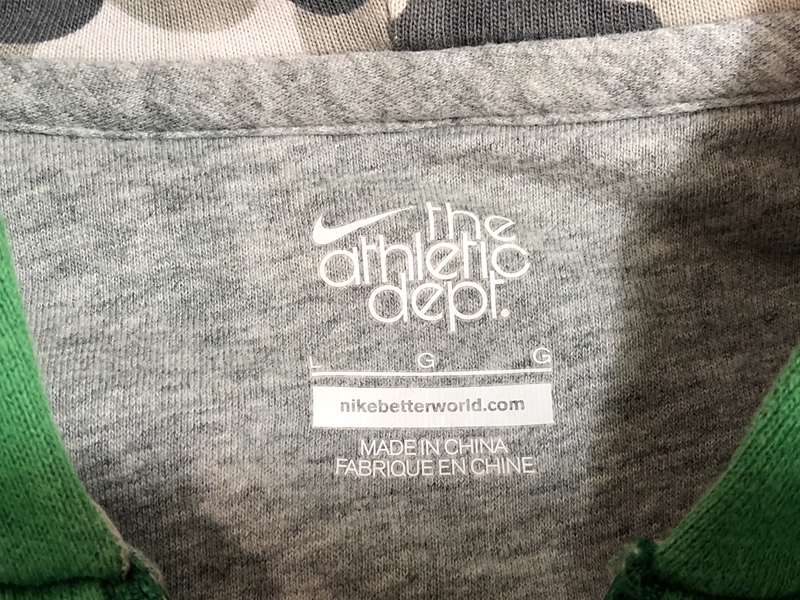 the
athletic
dept.
L G G
nikebetterworld.com
MADE IN CHINA
FABRIQUE EN CHINE